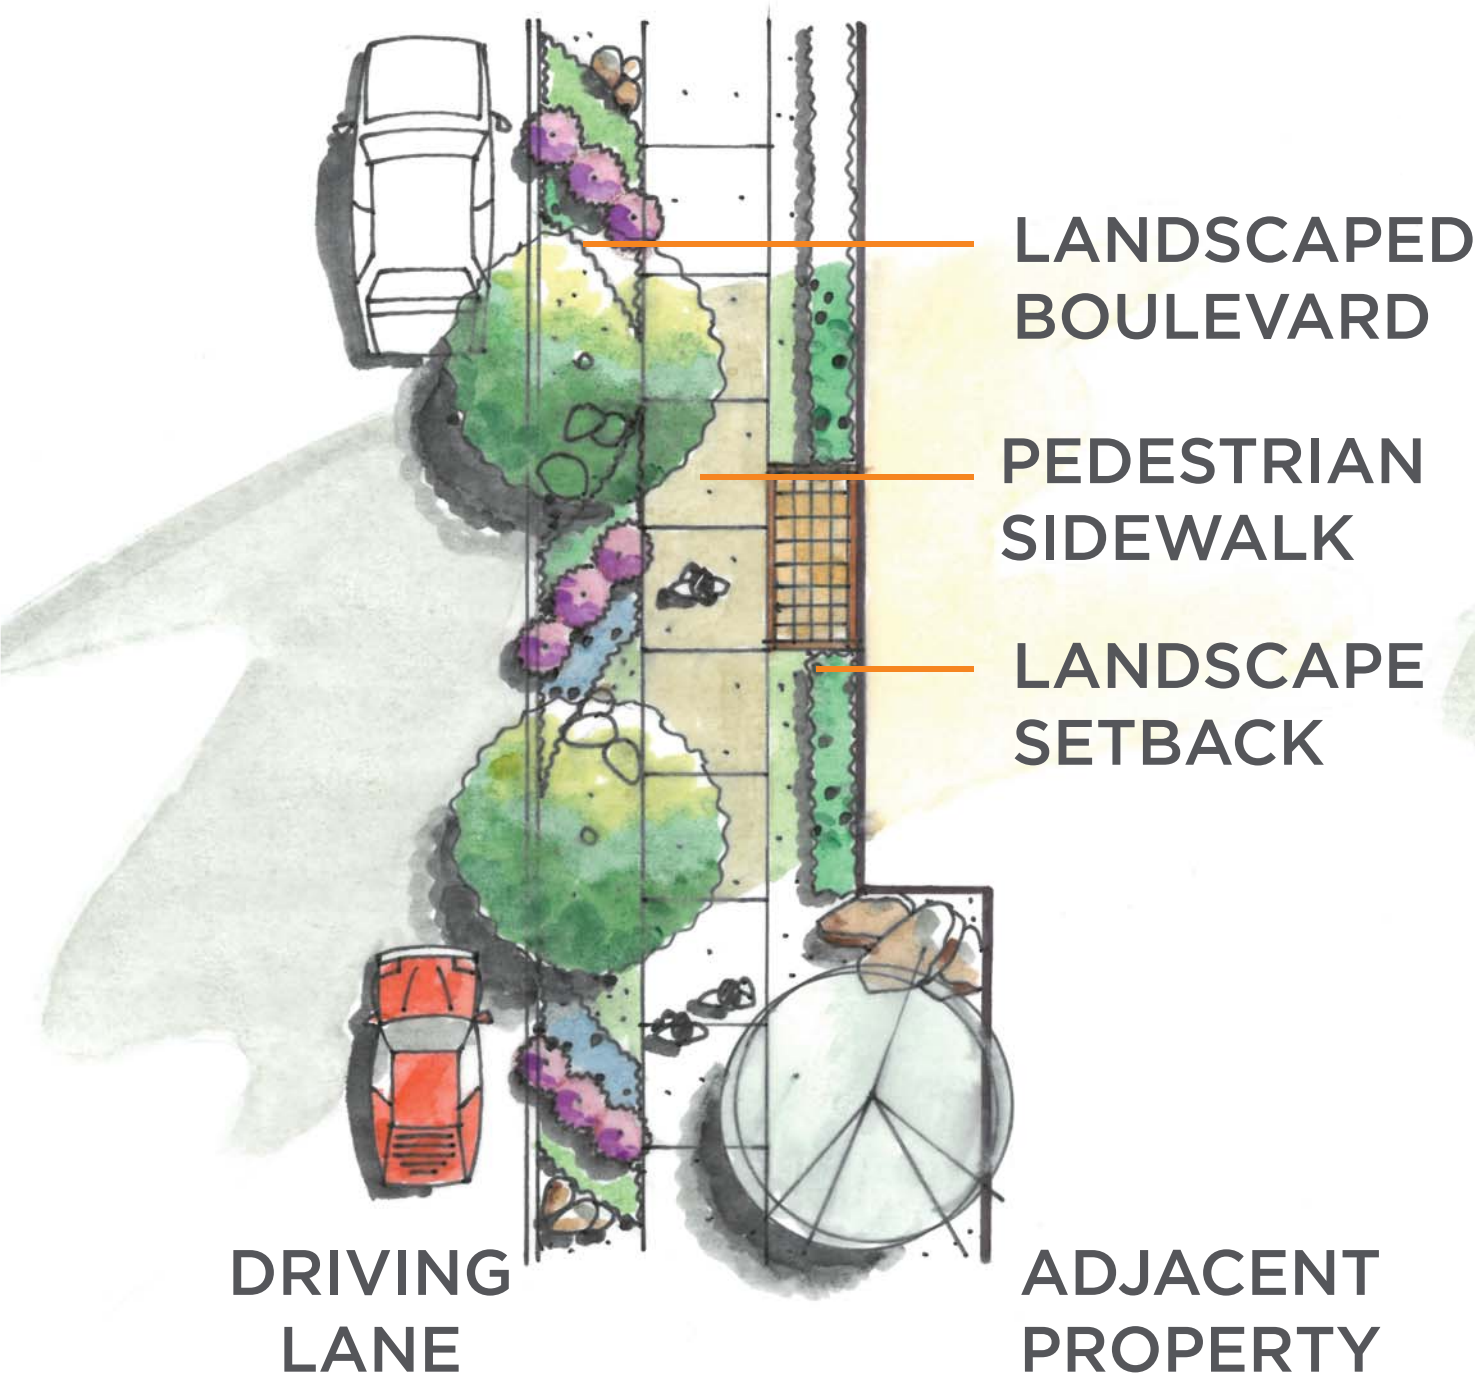 LANDSCAPED
BOULEVARD
PEDESTRIAN
SIDEWALK
LANDSCAPE
SETBACK
DRIVING
LANE
ADJACENT
PROPERTY